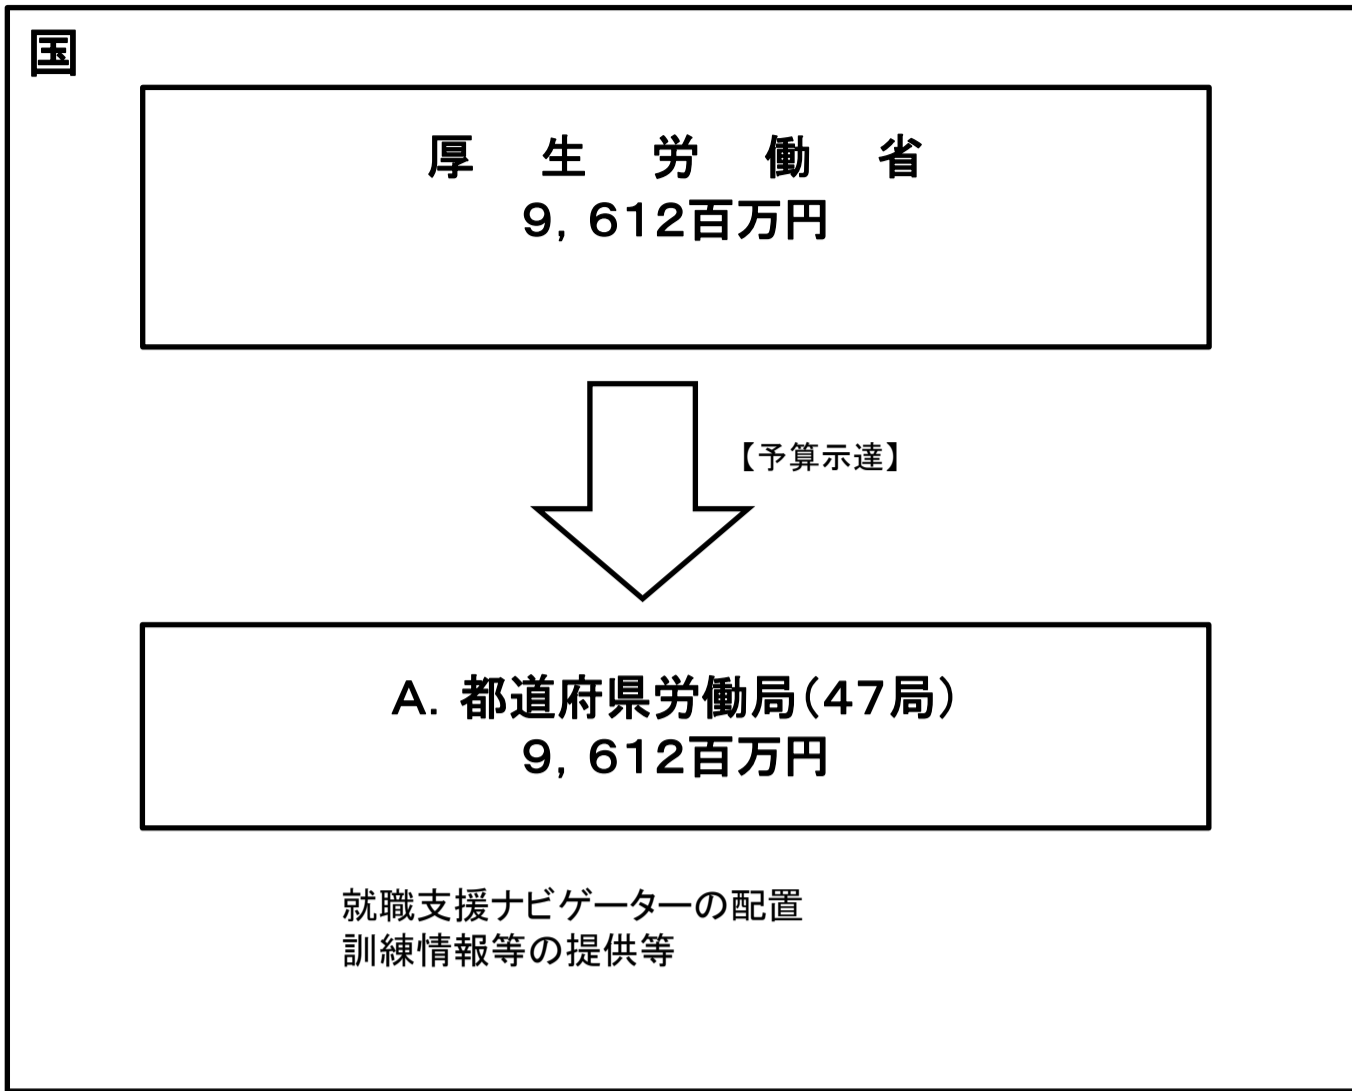 国
厚　生　労　働　省
９，６１２百万円
【予算示達】
Ａ．都道府県労働局（４７局）
９，６１２百万円
就職支援ナビゲーターの配置
訓練情報等の提供等